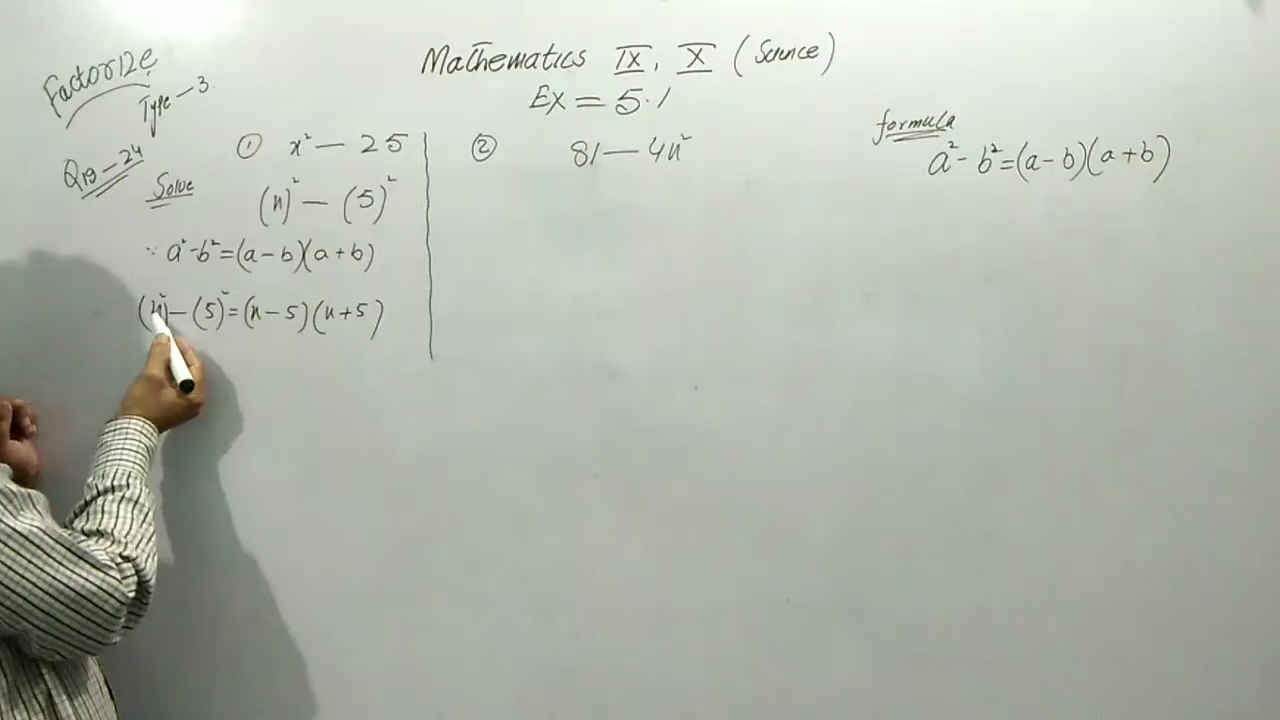 Factorize
Type - 3
Q19 - 24
Mathematics IX, X (Science)
Ex = 5.1
① x² - 25
Solve
(x)² - (5)²
∵ a² - b² = (a - b)(a + b)
(x)² - (5)² = (x - 5)(x + 5)
② 81 - 4x²
formula
a² - b² = (a - b)(a + b)